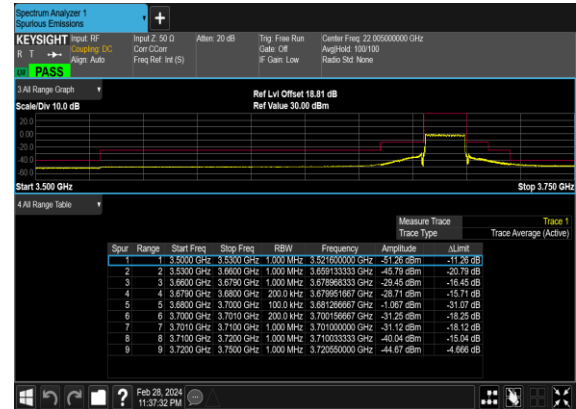 Spectrum Analyzer 1
Spurious Emissions
KEYSIGHT Input: RF Input Z: 50 Ω Atten: 20 dB Trig: Free Run Center Freq: 22.005000000 GHz
R T Coupling: DC Corr CCorr Gate: Off Avg|Hold: 100/100
Align: Auto Freq Ref: Int (S) IF Gain: Low Radio Std: None
PASS
3 All Range Graph
Ref Lvl Offset 18.81 dB
Scale/Div 10.0 dB Ref Value 30.00 dBm
20.0
0.00
-20.0
-40.0
-60.0
Start 3.500 GHz Stop 3.750 GHz
4 All Range Table
Measure Trace Trace 1
Trace Type Trace Average (Active)
Spur Range Start Freq Stop Freq RBW Frequency Amplitude ΔLimit
1 1 3.5000 GHz 3.5300 GHz 1.000 MHz 3.521600000 GHz -51.26 dBm -11.26 dB
2 2 3.5300 GHz 3.6600 GHz 1.000 MHz 3.659133333 GHz -45.79 dBm -20.79 dB
3 3 3.6600 GHz 3.6790 GHz 1.000 MHz 3.678968333 GHz -29.45 dBm -16.45 dB
4 4 3.6790 GHz 3.6800 GHz 200.0 kHz 3.679951667 GHz -28.71 dBm -15.71 dB
5 5 3.6800 GHz 3.7000 GHz 100.0 kHz 3.681266667 GHz -1.067 dBm -31.07 dB
6 6 3.7000 GHz 3.7010 GHz 200.0 kHz 3.700156667 GHz -31.25 dBm -18.25 dB
7 7 3.7010 GHz 3.7100 GHz 1.000 MHz 3.701000000 GHz -31.12 dBm -18.12 dB
8 8 3.7100 GHz 3.7200 GHz 1.000 MHz 3.710033333 GHz -40.04 dBm -15.04 dB
9 9 3.7200 GHz 3.7500 GHz 1.000 MHz 3.720550000 GHz -44.67 dBm -4.666 dB
Feb 28, 2024
11:37:32 PM